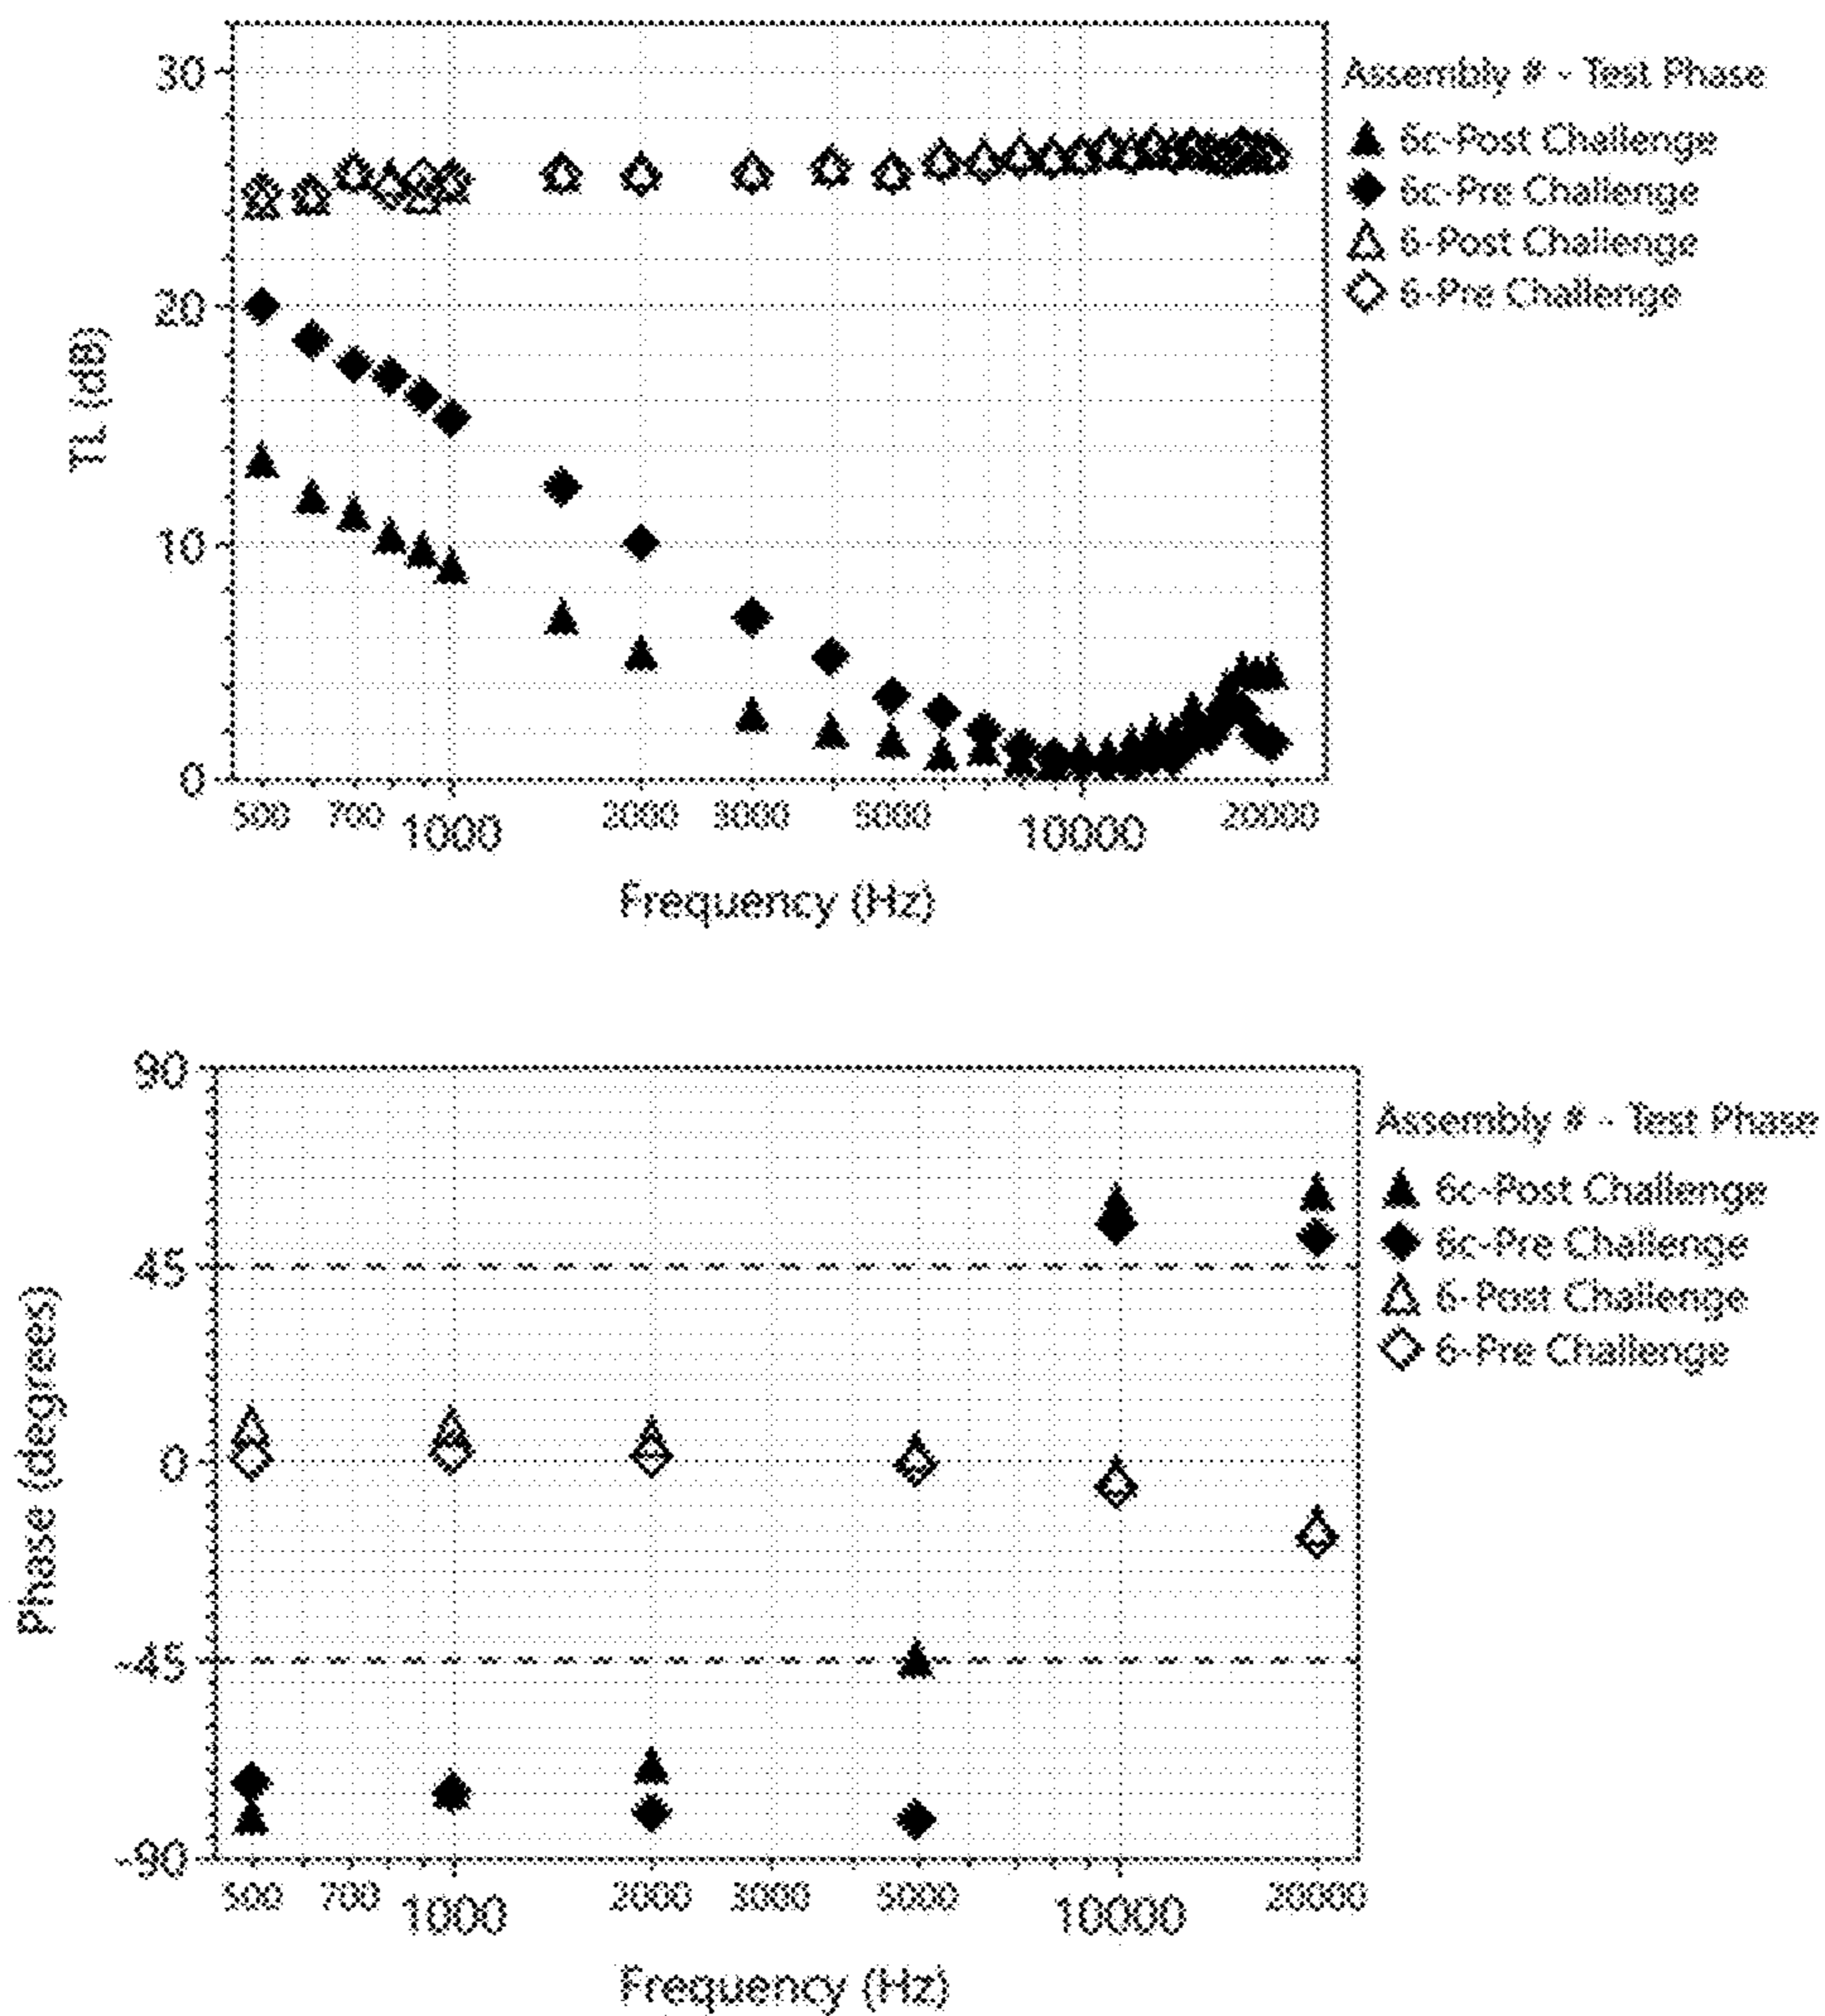 30
20
10
0
TL (dB)
500 700 1000 2000 3000 5000 10000 20000
Frequency (Hz)
Assembly # - Test Phase
6c-Post Challenge
6c-Pre Challenge
6-Post Challenge
6-Pre Challenge
90
45
0
-45
-90
Phase (degrees)
500 700 1000 2000 3000 5000 10000 20000
Frequency (Hz)
Assembly # - Test Phase
6c-Post Challenge
6c-Pre Challenge
6-Post Challenge
6-Pre Challenge